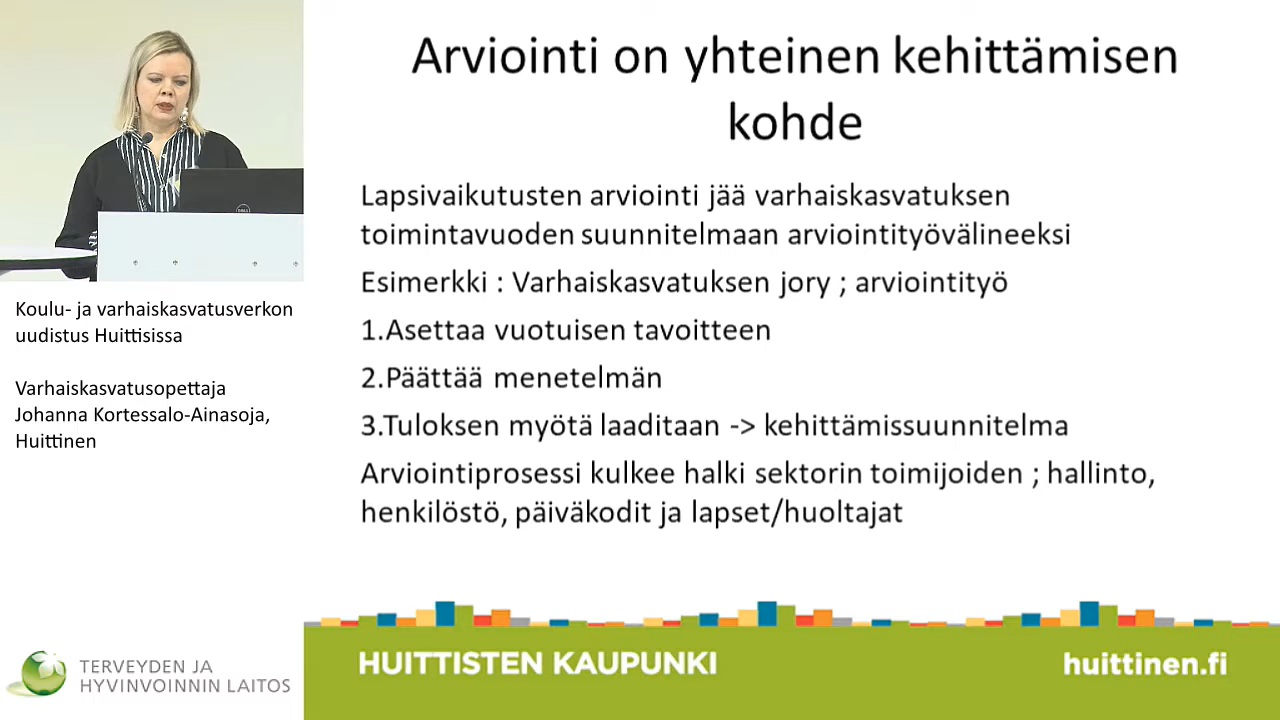 Arviointi on yhteinen kehittämisen
kohde
Lapsivaikutusten arviointi jää varhaiskasvatuksen
toimintavuoden suunnitelmaan arviointityövälineeksi
Esimerkki : Varhaiskasvatuksen jory ; arviointityö
1.Asettaa vuotuisen tavoitteen
2.Päättää menetelmän
3.Tuloksen myötä laaditaan -> kehittämissuunnitelma
Arviointiprosessi kulkee halki sektorin toimijoiden ; hallinto,
henkilöstö, päiväkodit ja lapset/huoltajat
Koulu- ja varhaiskasvatusverkon
uudistus Huittisissa
Varhaiskasvatusopettaja
Johanna Kortessalo-Ainasoja,
Huittinen
TERVEYDEN JA
HYVINVOINNIN LAITOS
HUITTISTEN KAUPUNKI
huittinen.fi